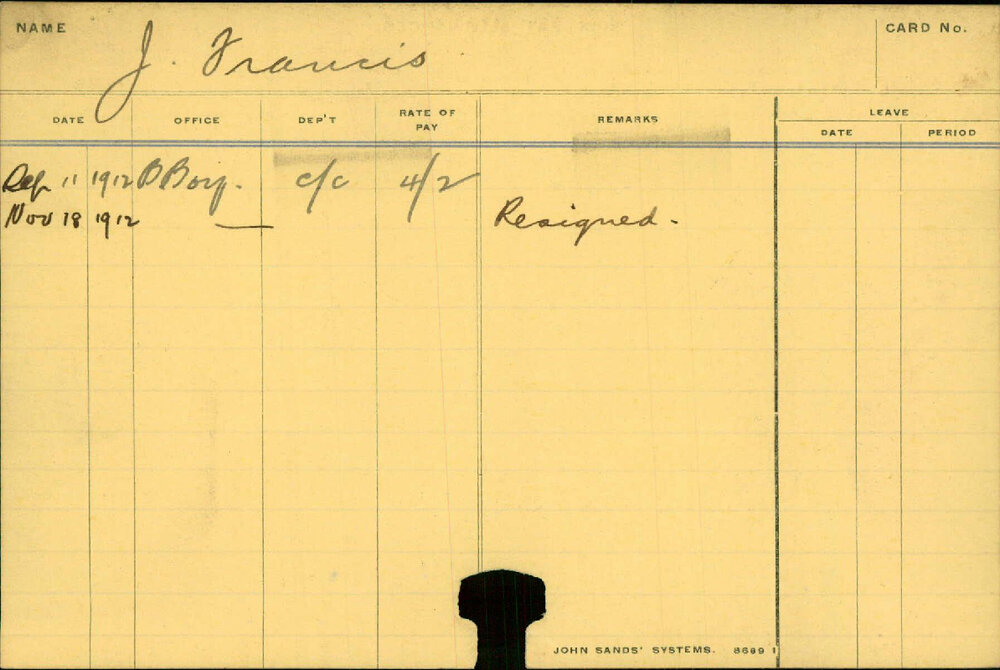 NAME J. Francis CARD No.
DATE OFFICE DEP'T RATE OF PAY REMARKS LEAVE
DATE PERIOD
Sep 11 1912 B Boy. C/C 4/2
Nov 18 1912 — Resigned.
JOHN SANDS' SYSTEMS. 8699 1